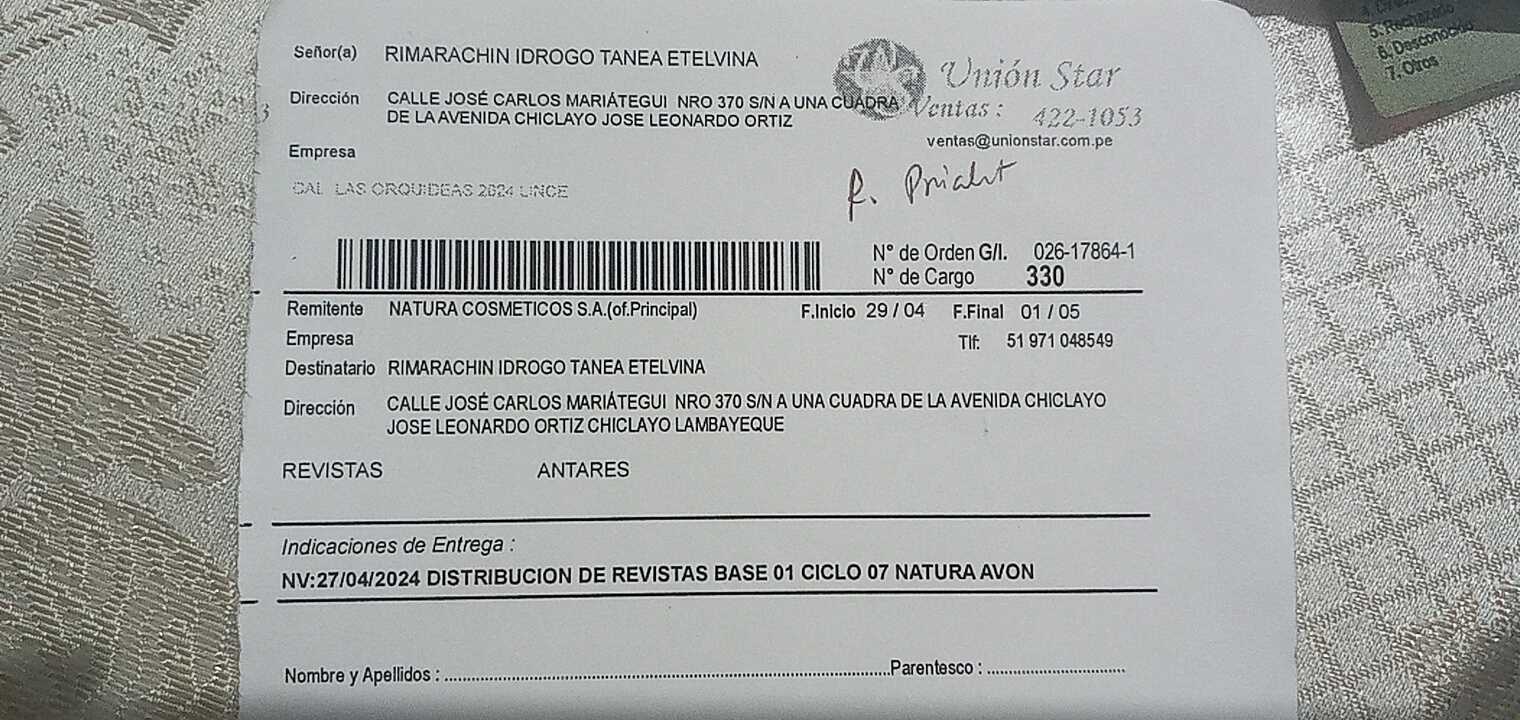 Señor(a) RIMARACHIN IDROGO TANEA ETELVINA
Unión Star
Dirección CALLE JOSÉ CARLOS MARIÁTEGUI NRO 370 S/N A UNA CUADRA
DE LA AVENIDA CHICLAYO JOSE LEONARDO ORTIZ
Ventas : 422-1053
ventas@unionstar.com.pe
Empresa
CAL LAS ORQUIDEAS 2624 LINCE
R.
N° de Orden G/I. 026-17864-1
N° de Cargo 330
Remitente NATURA COSMETICOS S.A.(of.Principal) F.Inicio 29 / 04 F.Final 01 / 05
Empresa Tlf: 51 971 048549
Destinatario RIMARACHIN IDROGO TANEA ETELVINA
Dirección CALLE JOSÉ CARLOS MARIÁTEGUI NRO 370 S/N A UNA CUADRA DE LA AVENIDA CHICLAYO
JOSE LEONARDO ORTIZ CHICLAYO LAMBAYEQUE
REVISTAS ANTARES
Indicaciones de Entrega :
NV:27/04/2024 DISTRIBUCION DE REVISTAS BASE 01 CICLO 07 NATURA AVON
Nombre y Apellidos : Parentesco :
5. Rechazado
6. Desconocido
7. Otros